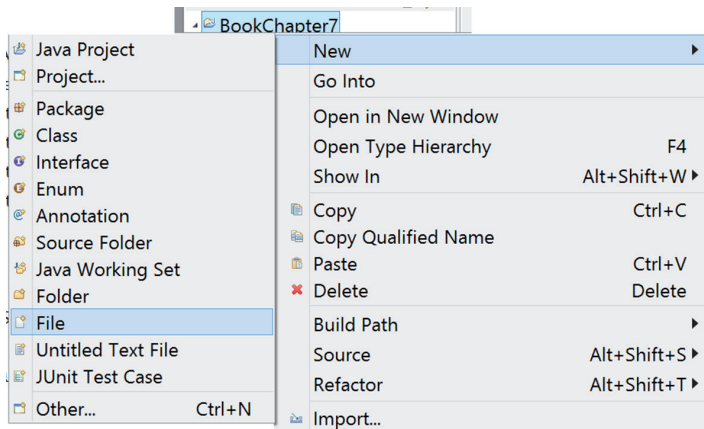 BookChapter7
Java Project
Project...
Package
Class
Interface
Enum
Annotation
Source Folder
Java Working Set
Folder
File
Untitled Text File
JUnit Test Case
Other... Ctrl+N
New
Go Into
Open in New Window
Open Type Hierarchy F4
Show In Alt+Shift+W
Copy Ctrl+C
Copy Qualified Name
Paste Ctrl+V
Delete Delete
Build Path
Source Alt+Shift+S
Refactor Alt+Shift+T
Import...